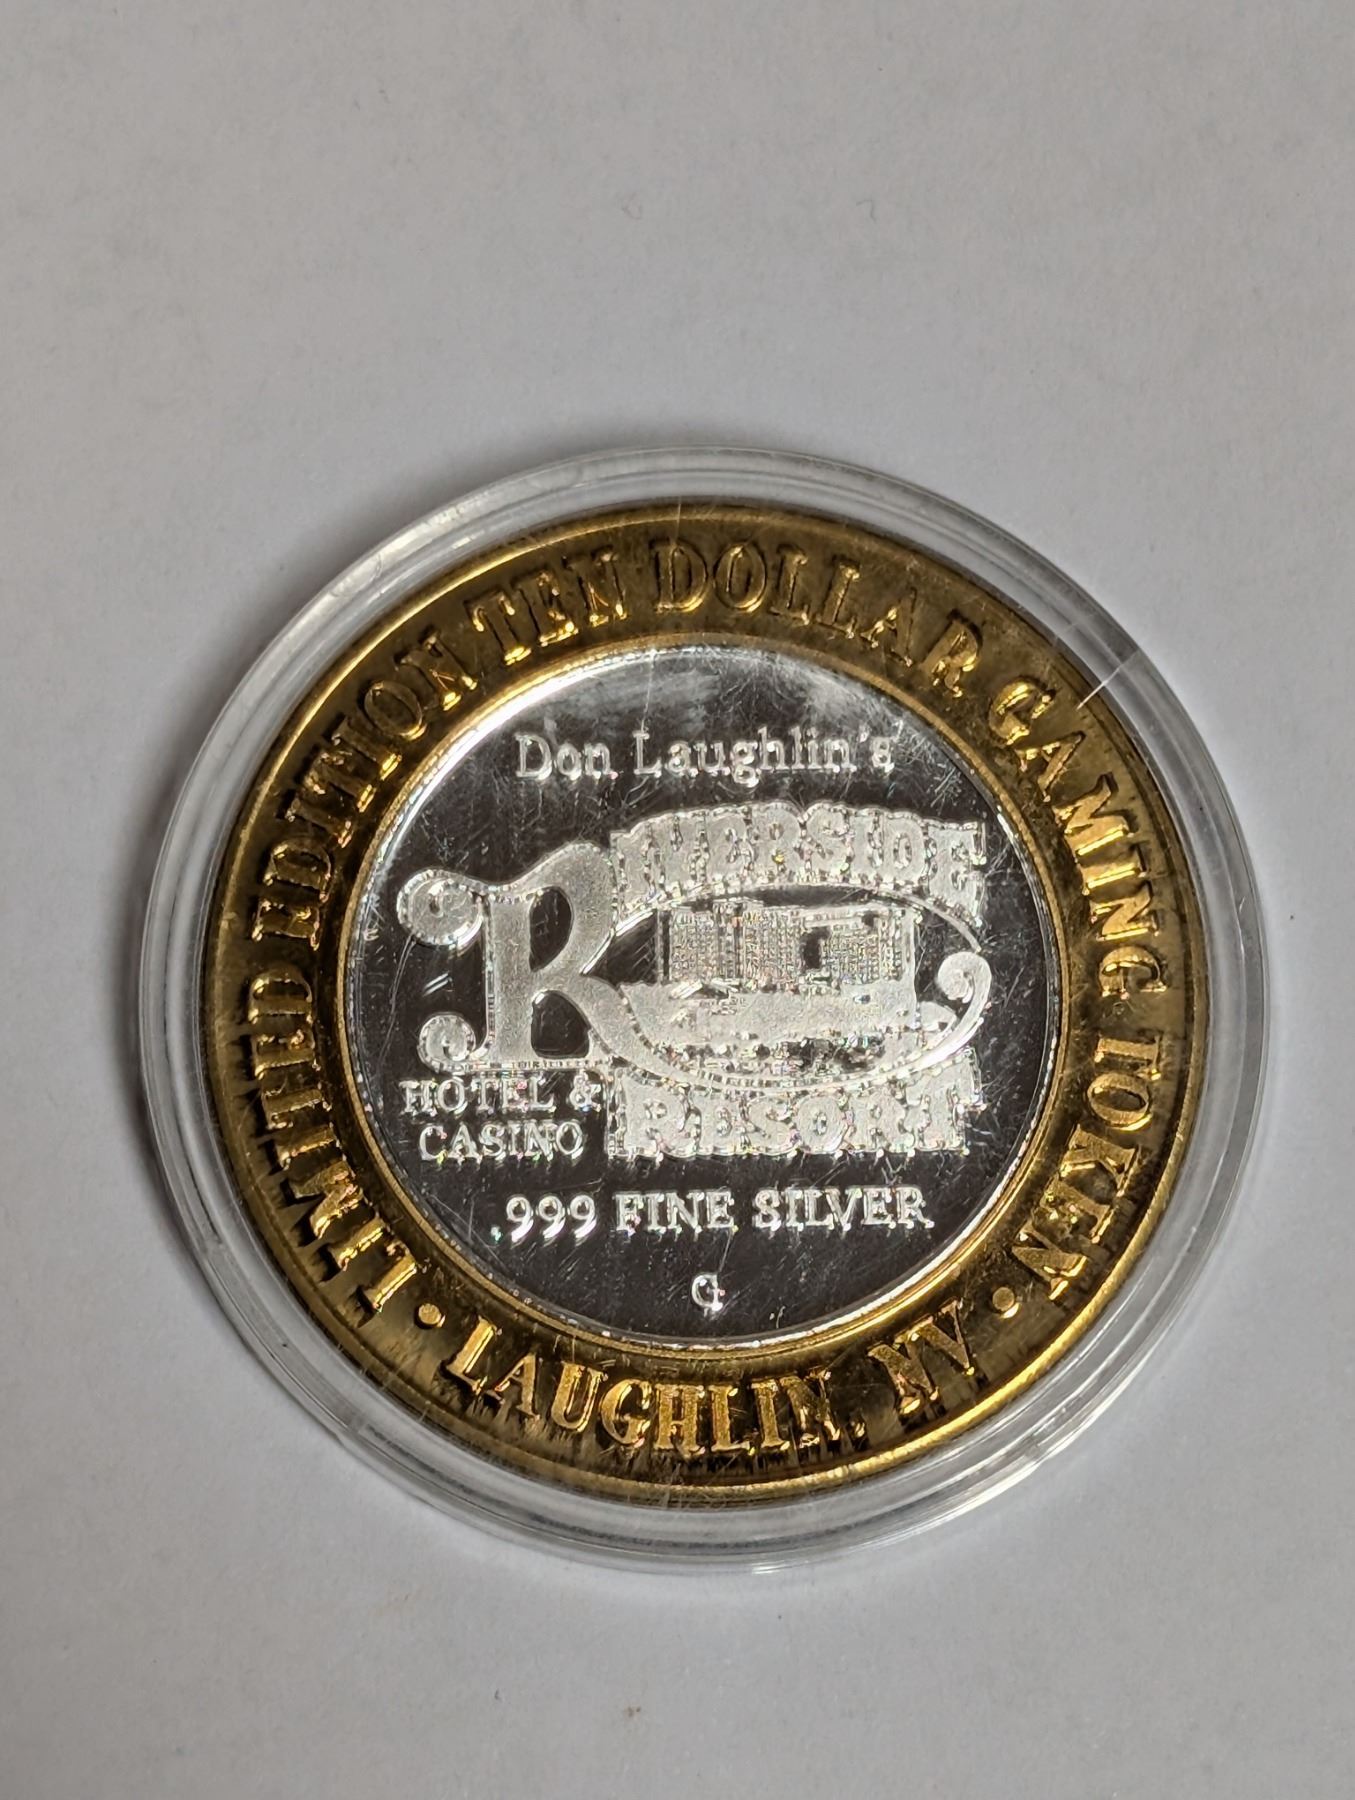 LIMITED EDITION TEN DOLLAR GAMING TOKEN
Don Laughlin's
RIVERSIDE
HOTEL &
CASINO
RESORT
.999 FINE SILVER
G
• LAUGHLIN, NV •